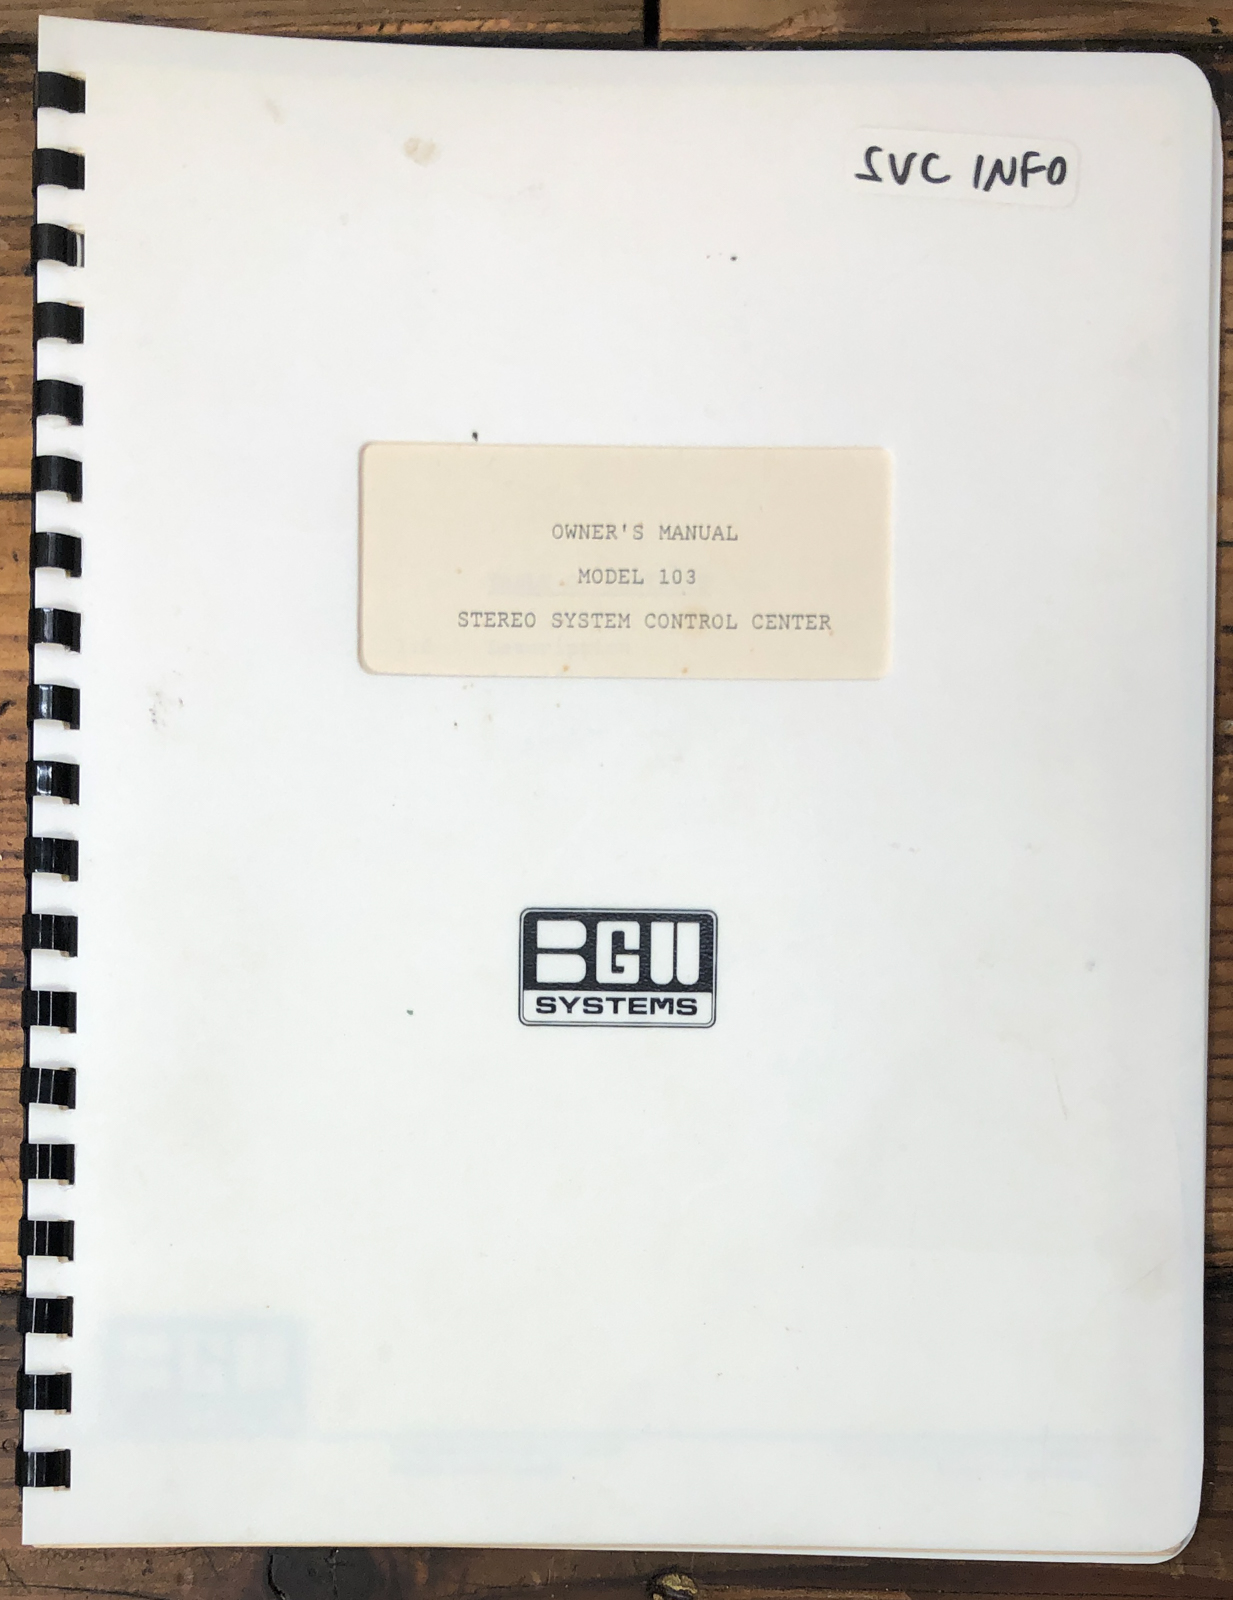 SVC INFO
OWNER'S MANUAL
MODEL 103
STEREO SYSTEM CONTROL CENTER
BGW
SYSTEMS